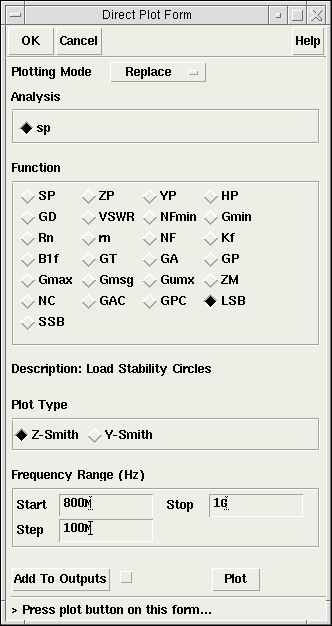 Direct Plot Form
OK Cancel Help
Plotting Mode Replace
Analysis
sp
Function
SP ZP YP HP
GD VSWR NFmin Gmin
Rn rn NF Kf
B1f GT GA GP
Gmax Gmsg Gumx ZM
NC GAC GPC LSB
SSB
Description: Load Stability Circles
Plot Type
Z-Smith Y-Smith
Frequency Range (Hz)
Start 800M Stop 1G
Step 100M
Add To Outputs Plot
> Press plot button on this form...